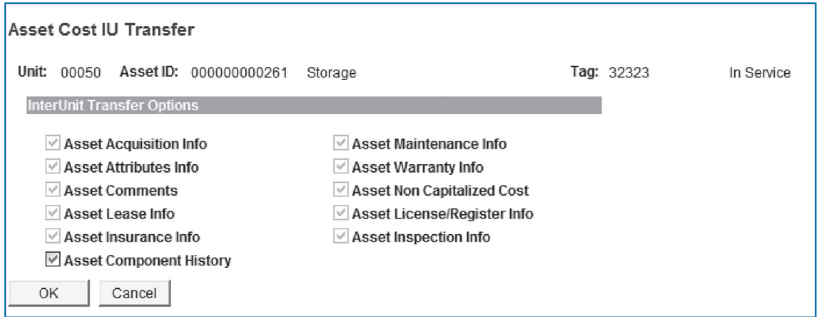 Asset Cost IU Transfer
Unit: 00050 Asset ID: 000000000261 Storage Tag: 32323 In Service
InterUnit Transfer Options
Asset Acquisition Info Asset Maintenance Info
Asset Attributes Info Asset Warranty Info
Asset Comments Asset Non Capitalized Cost
Asset Lease Info Asset License/Register Info
Asset Insurance Info Asset Inspection Info
Asset Component History
OK Cancel